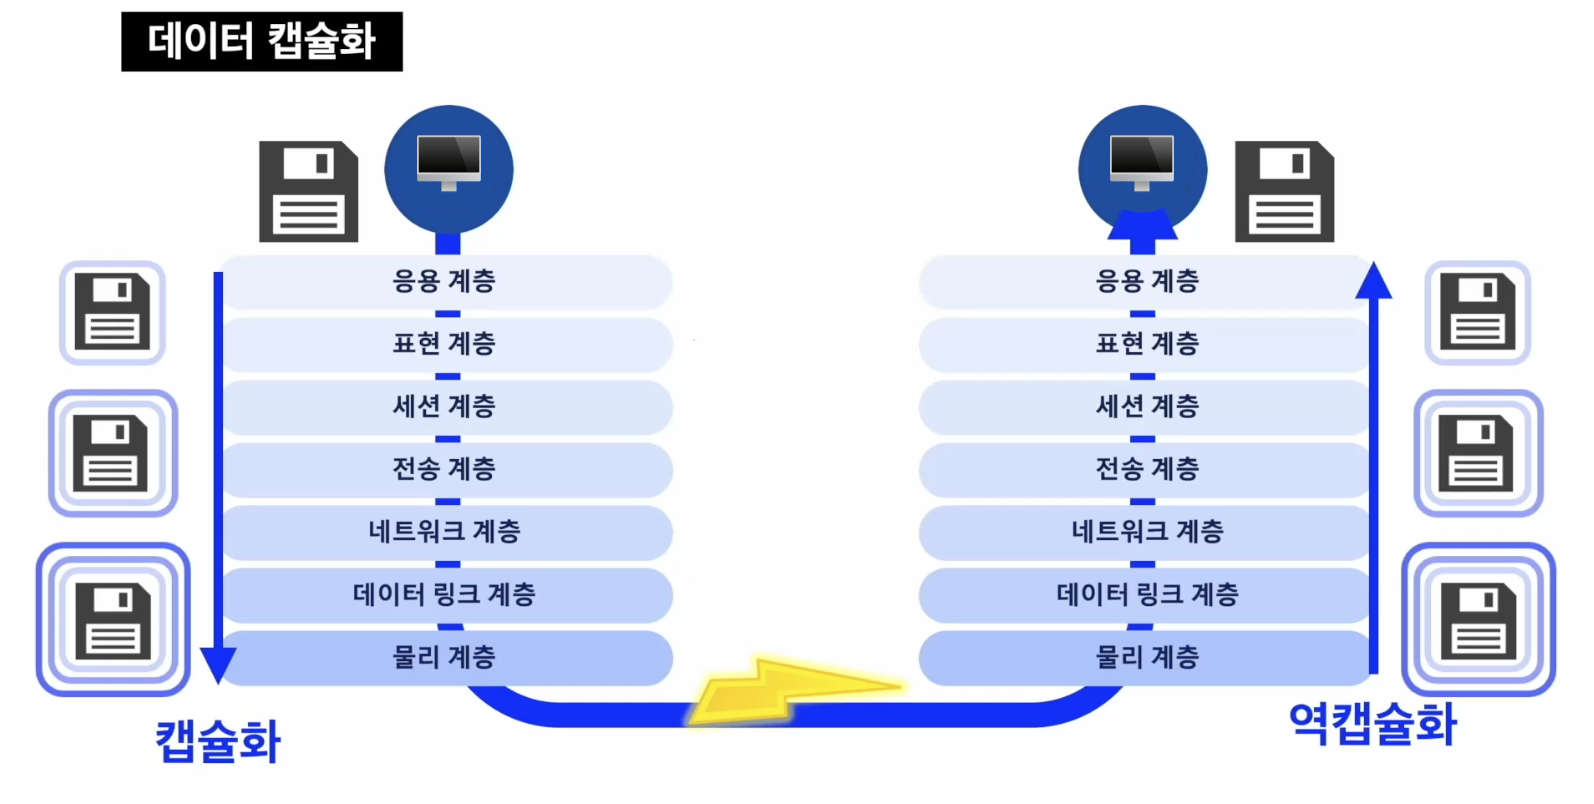 데이터 캡슐화
응용 계층
표현 계층
세션 계층
전송 계층
네트워크 계층
데이터 링크 계층
물리 계층
캡슐화
응용 계층
표현 계층
세션 계층
전송 계층
네트워크 계층
데이터 링크 계층
물리 계층
역캡슐화